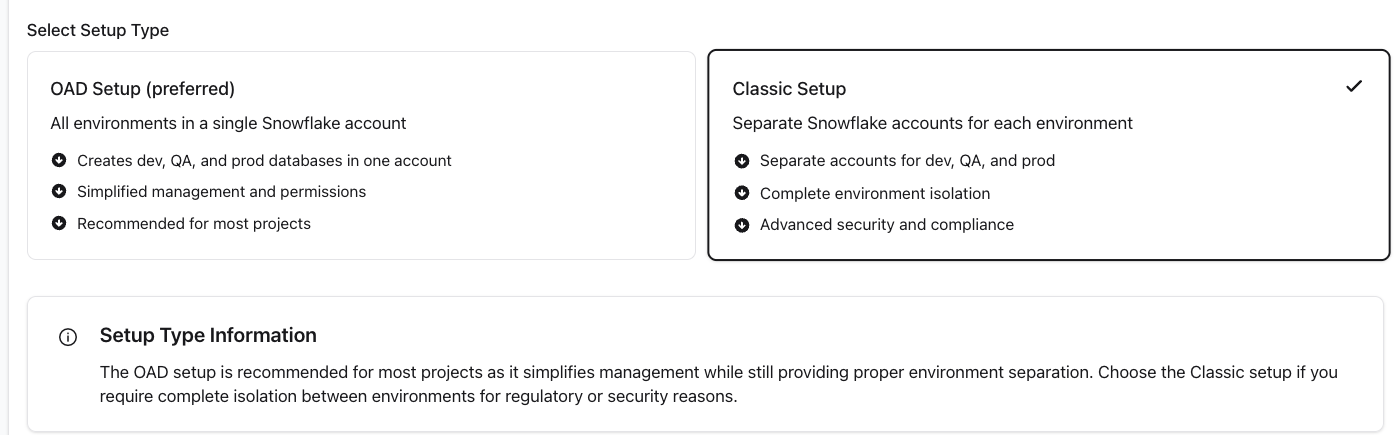 Select Setup Type
OAD Setup (preferred)
All environments in a single Snowflake account
Creates dev, QA, and prod databases in one account
Simplified management and permissions
Recommended for most projects
Classic Setup
Separate Snowflake accounts for each environment
Separate accounts for dev, QA, and prod
Complete environment isolation
Advanced security and compliance
Setup Type Information
The OAD setup is recommended for most projects as it simplifies management while still providing proper environment separation. Choose the Classic setup if you
require complete isolation between environments for regulatory or security reasons.